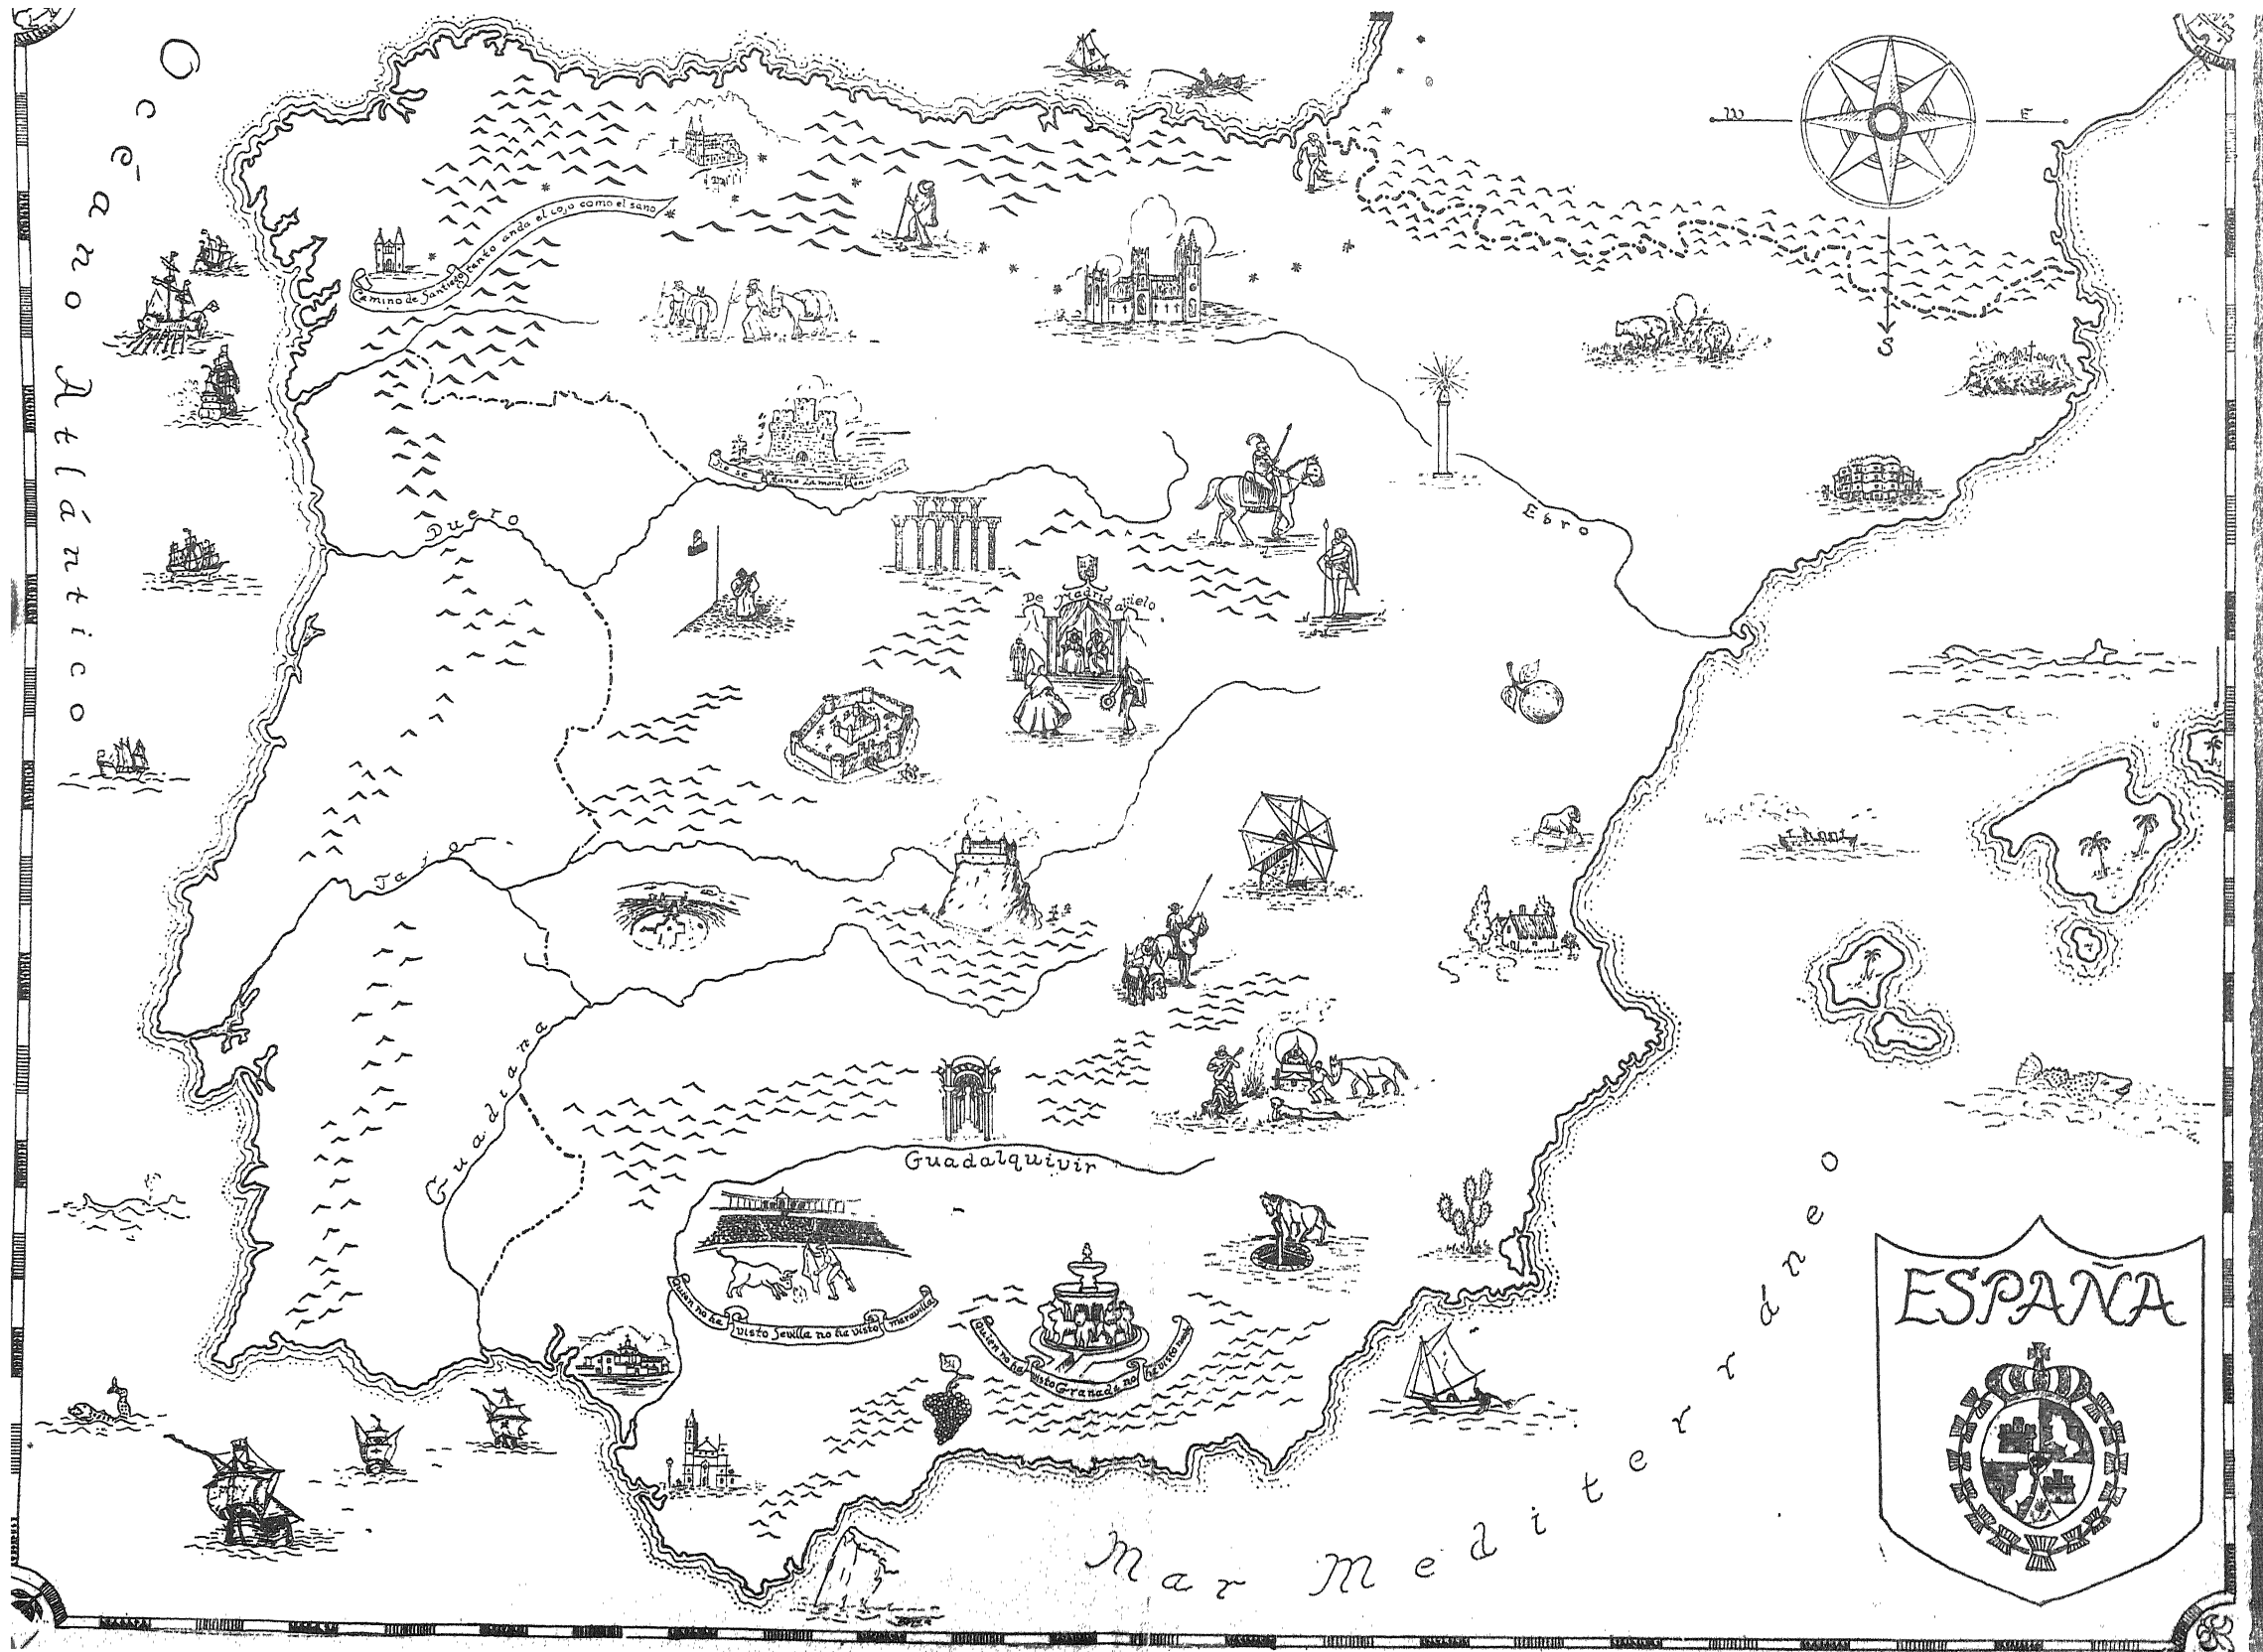 Oceano Atlántico
W
E
S
Camino de Santiago tanto anda el cojo como el sano
Duero
Ebro
De Madrid al cielo
Tajo
Guadiana
Guadalquivir
Quien no ha visto Sevilla no ha visto maravilla
Quien no ha visto Granada no ha visto nada
Mar Mediterráneo
ESPAÑA